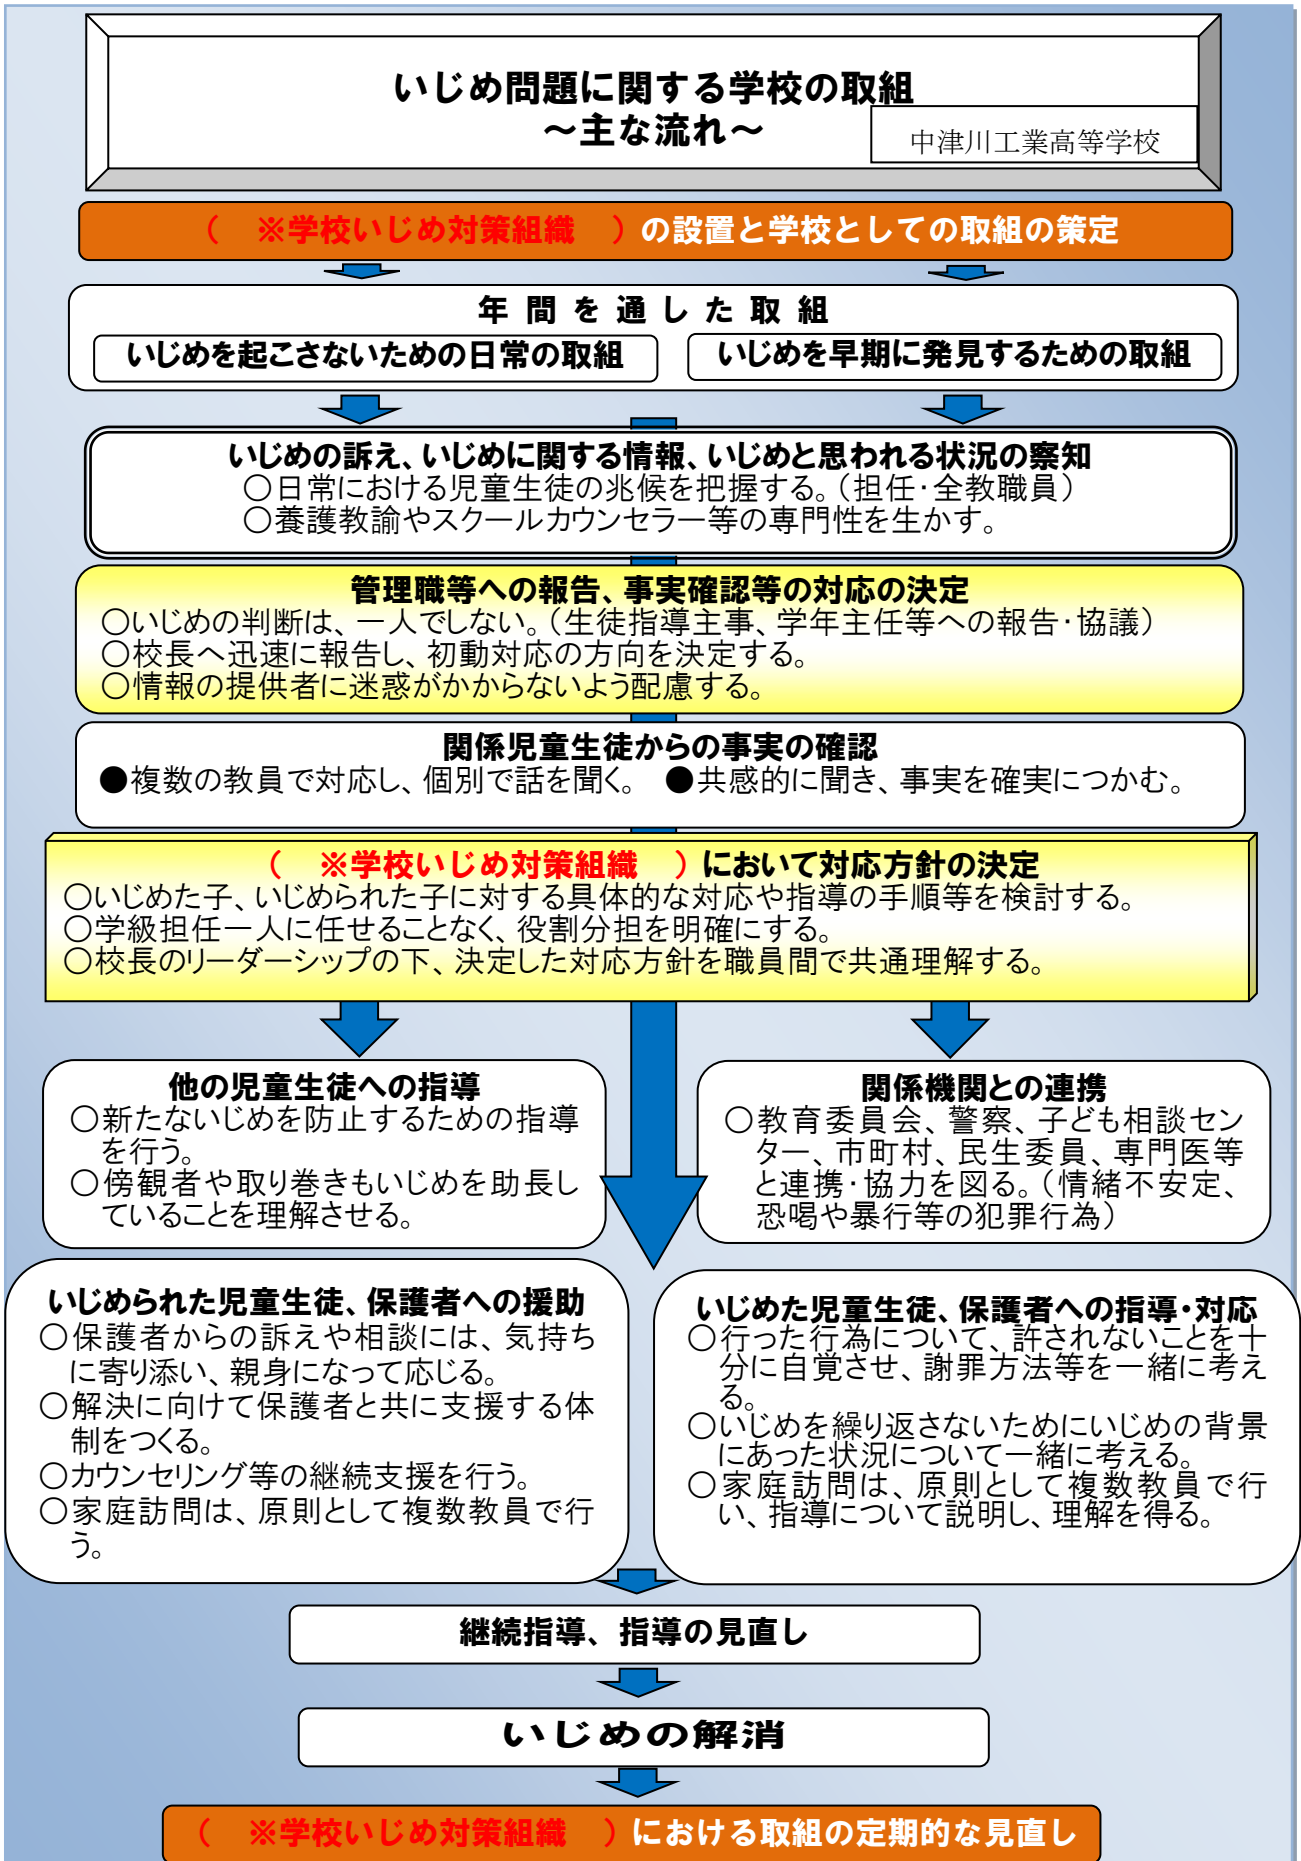 いじめ問題に関する学校の取組
～主な流れ～
中津川工業高等学校
（　※学校いじめ対策組織　）の設置と学校としての取組の策定
年 間 を 通 し た 取 組
いじめを起こさないための日常の取組
いじめを早期に発見するための取組
いじめの訴え、いじめに関する情報、いじめと思われる状況の察知
○日常における児童生徒の兆候を把握する。（担任・全教職員）
○養護教諭やスクールカウンセラー等の専門性を生かす。
管理職等への報告、事実確認等の対応の決定
○いじめの判断は、一人でしない。（生徒指導主事、学年主任等への報告・協議）
○校長へ迅速に報告し、初動対応の方向を決定する。
○情報の提供者に迷惑がかからないよう配慮する。
関係児童生徒からの事実の確認
●複数の教員で対応し、個別で話を聞く。　●共感的に聞き、事実を確実につかむ。
（　※学校いじめ対策組織　）において対応方針の決定
○いじめた子、いじめられた子に対する具体的な対応や指導の手順等を検討する。
○学級担任一人に任せることなく、役割分担を明確にする。
○校長のリーダーシップの下、決定した対応方針を職員間で共通理解する。
他の児童生徒への指導
○新たないじめを防止するための指導
を行う。
○傍観者や取り巻きもいじめを助長し
ていることを理解させる。
関係機関との連携
○教育委員会、警察、子ども相談セン
ター、市町村、民生委員、専門医等
と連携・協力を図る。（情緒不安定、
恐喝や暴行等の犯罪行為）
いじめられた児童生徒、保護者への援助
○保護者からの訴えや相談には、気持ち
に寄り添い、親身になって応じる。
○解決に向けて保護者と共に支援する体
制をつくる。
○カウンセリング等の継続支援を行う。
○家庭訪問は、原則として複数教員で行
う。
いじめた児童生徒、保護者への指導・対応
○行った行為について、許されないことを十
分に自覚させ、謝罪方法等を一緒に考え
る。
○いじめを繰り返さないためにいじめの背景
にあった状況について一緒に考える。
○家庭訪問は、原則として複数教員で行
い、指導について説明し、理解を得る。
継続指導、指導の見直し
いじめの解消
（　※学校いじめ対策組織　）における取組の定期的な見直し